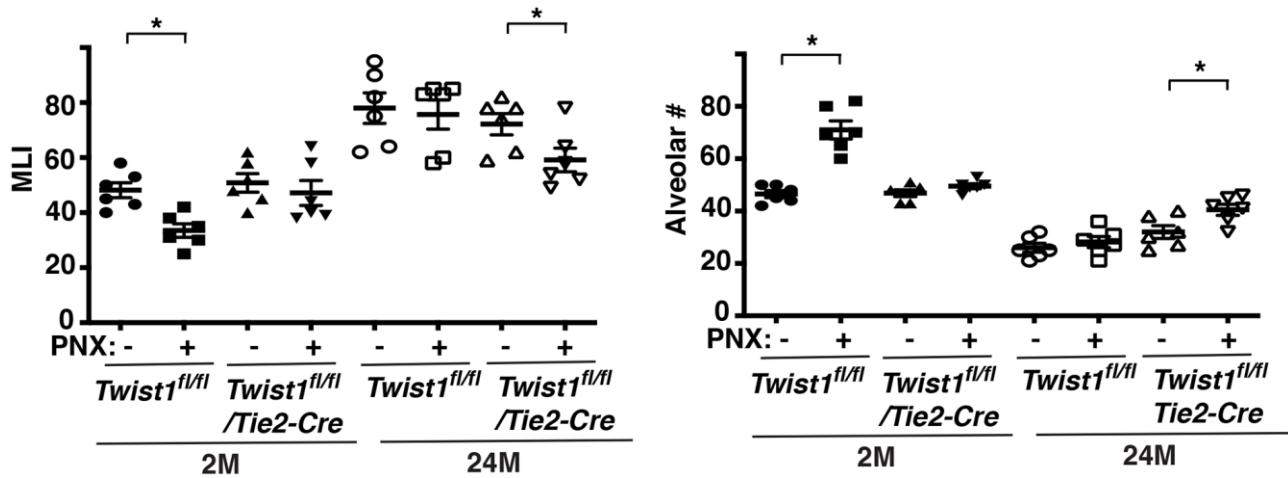 *
*
MLI
80
60
40
20
0
PNX: - + - + - + - +
Twist1fl/fl
Twist1fl/fl
/Tie2-Cre
Twist1fl/fl
Twist1fl/fl
/Tie2-Cre
2M
24M
*
*
Alveolar #
80
60
40
20
0
PNX: - + - + - + - +
Twist1fl/fl
Twist1fl/fl
/Tie2-Cre
Twist1fl/fl
Twist1fl/fl
Tie2-Cre
2M
24M